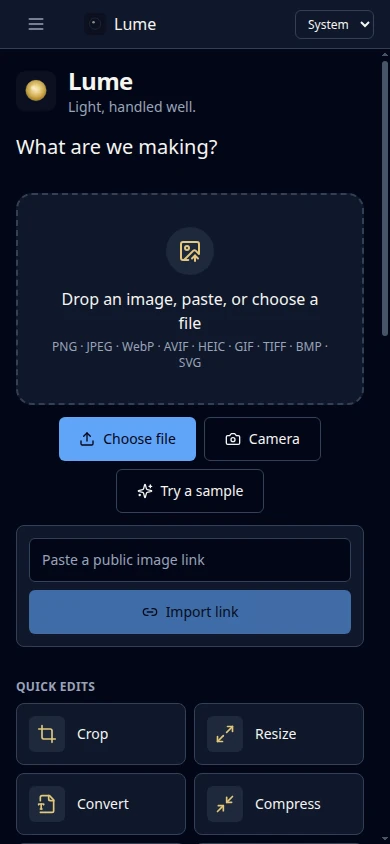 Lume
System
Lume
Light, handled well.
What are we making?
Drop an image, paste, or choose a
file
PNG · JPEG · WebP · AVIF · HEIC · GIF · TIFF · BMP ·
SVG
Choose file
Camera
Try a sample
Paste a public image link
Import link
QUICK EDITS
Crop
Resize
Convert
Compress